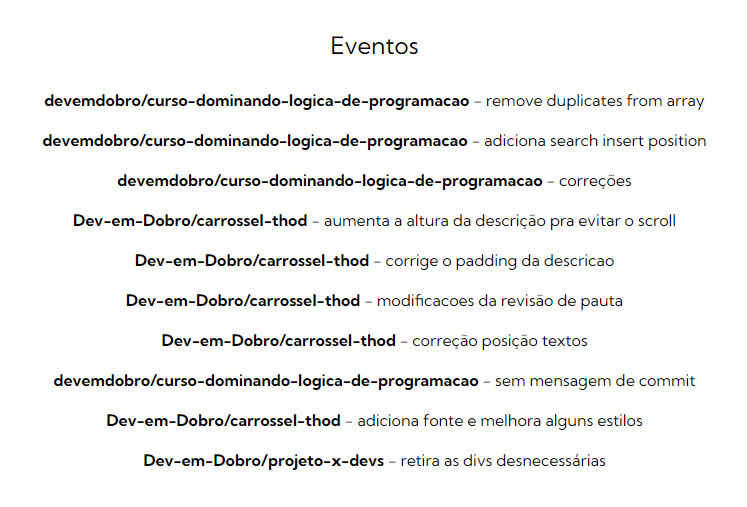 Eventos
devemdobro/curso-dominando-logica-de-programacao - remove duplicates from array
devemdobro/curso-dominando-logica-de-programacao - adiciona search insert position
devemdobro/curso-dominando-logica-de-programacao - correções
Dev-em-Dobro/carrossel-thod - aumenta a altura da descrição pra evitar o scroll
Dev-em-Dobro/carrossel-thod - corrige o padding da descricao
Dev-em-Dobro/carrossel-thod - modificacoes da revisão de pauta
Dev-em-Dobro/carrossel-thod - correção posição textos
devemdobro/curso-dominando-logica-de-programacao - sem mensagem de commit
Dev-em-Dobro/carrossel-thod - adiciona fonte e melhora alguns estilos
Dev-em-Dobro/projeto-x-devs - retira as divs desnecessárias